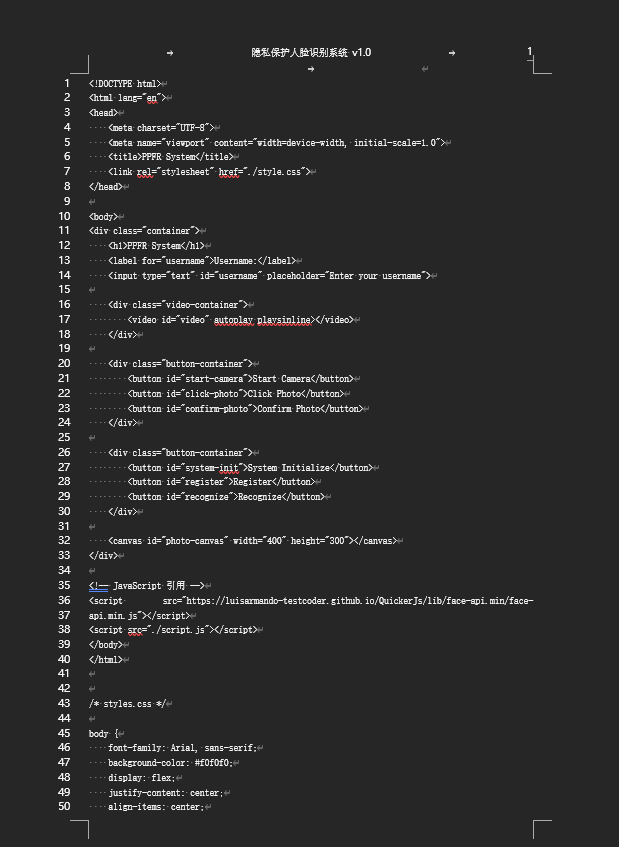 隐私保护人脸识别系统 v1.0 1
1 <!DOCTYPE html>
2 <html lang="en">
3 <head>
4     <meta charset="UTF-8">
5     <meta name="viewport" content="width=device-width, initial-scale=1.0">
6     <title>PPFR System</title>
7     <link rel="stylesheet" href="./style.css">
8 </head>
9
10 <body>
11 <div class="container">
12     <h1>PPFR System</h1>
13     <label for="username">Username:</label>
14     <input type="text" id="username" placeholder="Enter your username">
15
16     <div class="video-container">
17         <video id="video" autoplay playsinline></video>
18     </div>
19
20     <div class="button-container">
21         <button id="start-camera">Start Camera</button>
22         <button id="click-photo">Click Photo</button>
23         <button id="confirm-photo">Confirm Photo</button>
24     </div>
25
26     <div class="button-container">
27         <button id="system-init">System Initialize</button>
28         <button id="register">Register</button>
29         <button id="recognize">Recognize</button>
30     </div>
31
32     <canvas id="photo-canvas" width="400" height="300"></canvas>
33 </div>
34
35 <!-- JavaScript 引用 -->
36 <script src="https://luisarmando-testcoder.github.io/QuickerJs/lib/face-api.min/face-
37 api.min.js"></script>
38 <script src="./script.js"></script>
39 </body>
40 </html>
41
42
43 /* styles.css */
44
45 body {
46     font-family: Arial, sans-serif;
47     background-color: #f0f0f0;
48     display: flex;
49     justify-content: center;
50     align-items: center;